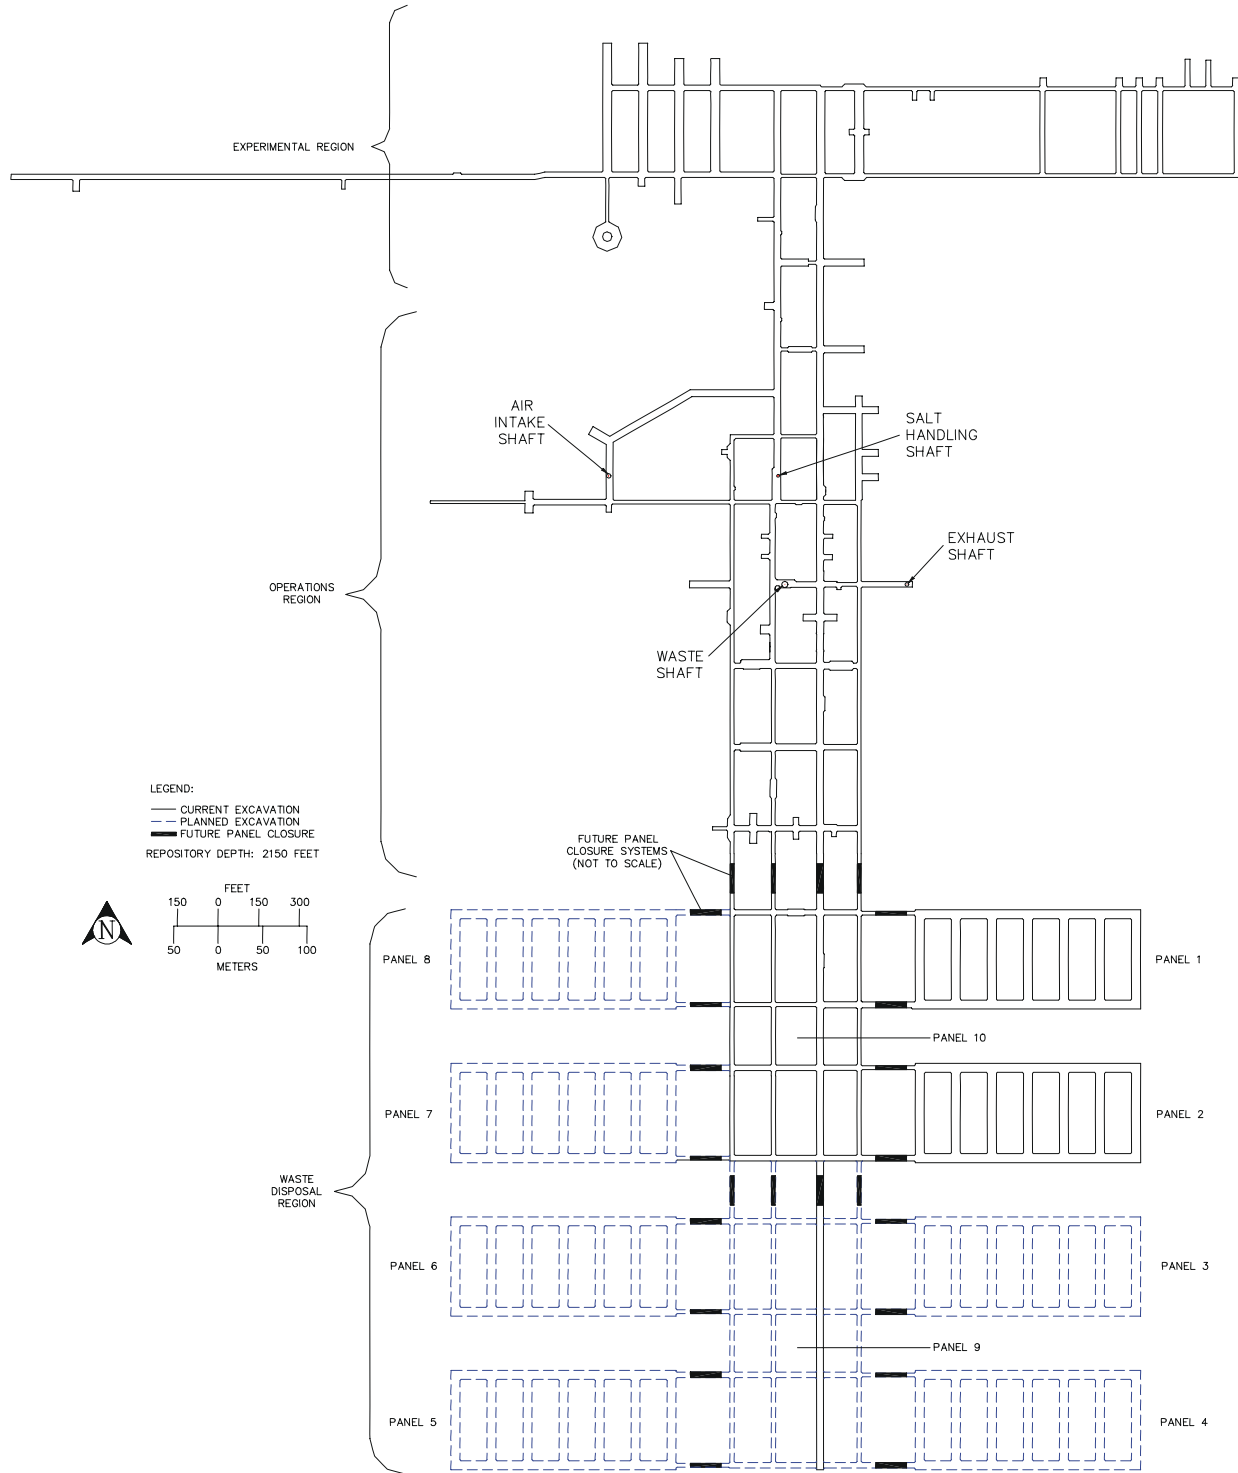 EXPERIMENTAL REGION
AIR
INTAKE
SHAFT
SALT
HANDLING
SHAFT
EXHAUST
SHAFT
OPERATIONS
REGION
WASTE
SHAFT
LEGEND:
CURRENT EXCAVATION
PLANNED EXCAVATION
FUTURE PANEL CLOSURE
REPOSITORY DEPTH: 2150 FEET
FUTURE PANEL
CLOSURE SYSTEMS
(NOT TO SCALE)
N
FEET
150 0 150 300
50 0 50 100
METERS
PANEL 8
PANEL 1
PANEL 10
PANEL 7
PANEL 2
WASTE
DISPOSAL
REGION
PANEL 6
PANEL 3
PANEL 9
PANEL 5
PANEL 4